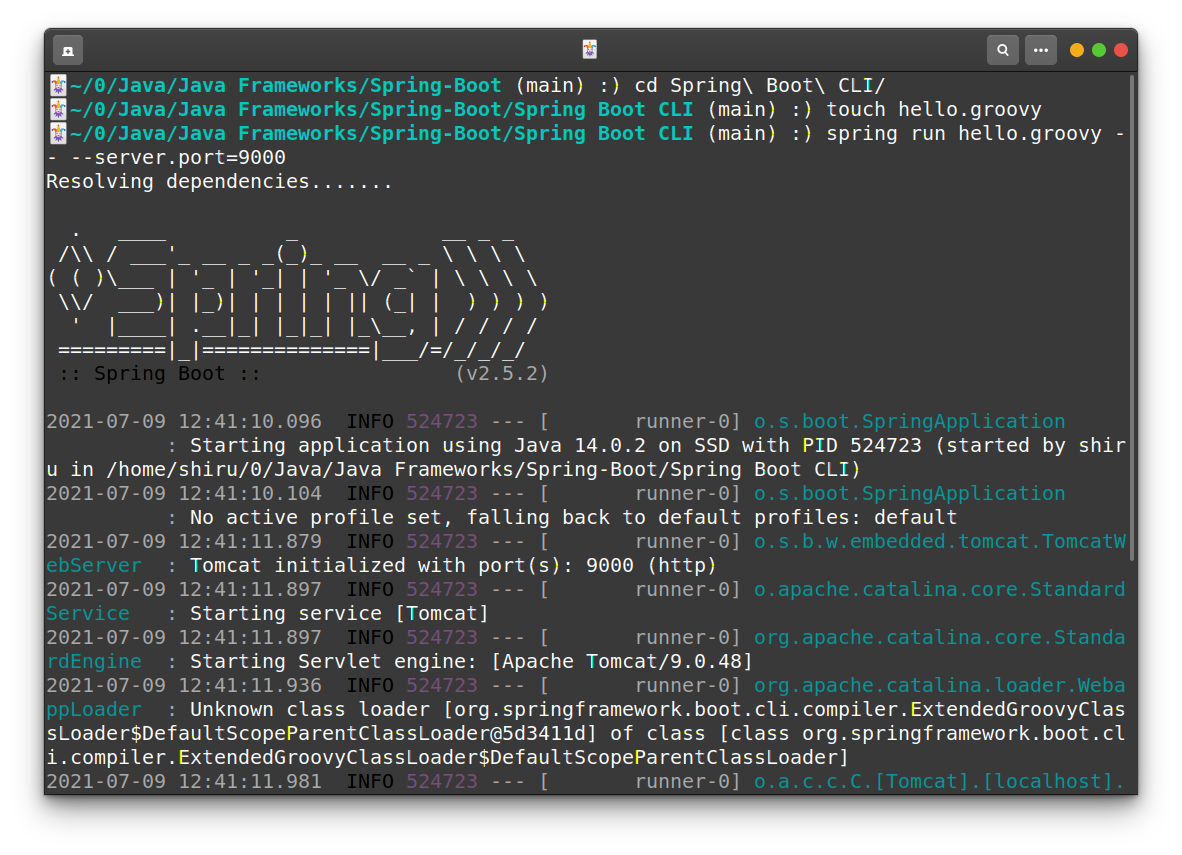 🃏
🃏~/0/Java/Java Frameworks/Spring-Boot (main) :) cd Spring\ Boot\ CLI/
🃏~/0/Java/Java Frameworks/Spring-Boot/Spring Boot CLI (main) :) touch hello.groovy
🃏~/0/Java/Java Frameworks/Spring-Boot/Spring Boot CLI (main) :) spring run hello.groovy -
- --server.port=9000
Resolving dependencies.......

  .   ____          _            __ _ _
 /\\ / ___'_ __ _ _(_)_ __  __ _ \ \ \ \
( ( )\___ | '_ | '_| | '_ \/ _` | \ \ \ \
 \\/  ___)| |_)| | | | | || (_| |  ) ) ) )
  '  |____| .__|_| |_|_| |_\__, | / / / /
 =========|_|==============|___/=/_/_/_/
 :: Spring Boot ::                (v2.5.2)

2021-07-09 12:41:10.096  INFO 524723 --- [       runner-0] o.s.boot.SpringApplication
          : Starting application using Java 14.0.2 on SSD with PID 524723 (started by shir
u in /home/shiru/0/Java/Java Frameworks/Spring-Boot/Spring Boot CLI)
2021-07-09 12:41:10.104  INFO 524723 --- [       runner-0] o.s.boot.SpringApplication
          : No active profile set, falling back to default profiles: default
2021-07-09 12:41:11.879  INFO 524723 --- [       runner-0] o.s.b.w.embedded.tomcat.TomcatW
ebServer  : Tomcat initialized with port(s): 9000 (http)
2021-07-09 12:41:11.897  INFO 524723 --- [       runner-0] o.apache.catalina.core.Standard
Service   : Starting service [Tomcat]
2021-07-09 12:41:11.897  INFO 524723 --- [       runner-0] org.apache.catalina.core.Standa
rdEngine  : Starting Servlet engine: [Apache Tomcat/9.0.48]
2021-07-09 12:41:11.936  INFO 524723 --- [       runner-0] org.apache.catalina.loader.Weba
ppLoader  : Unknown class loader [org.springframework.boot.cli.compiler.ExtendedGroovyClas
sLoader$DefaultScopeParentClassLoader@5d3411d] of class [class org.springframework.boot.cl
i.compiler.ExtendedGroovyClassLoader$DefaultScopeParentClassLoader]
2021-07-09 12:41:11.981  INFO 524723 --- [       runner-0] o.a.c.c.C.[Tomcat].[localhost].